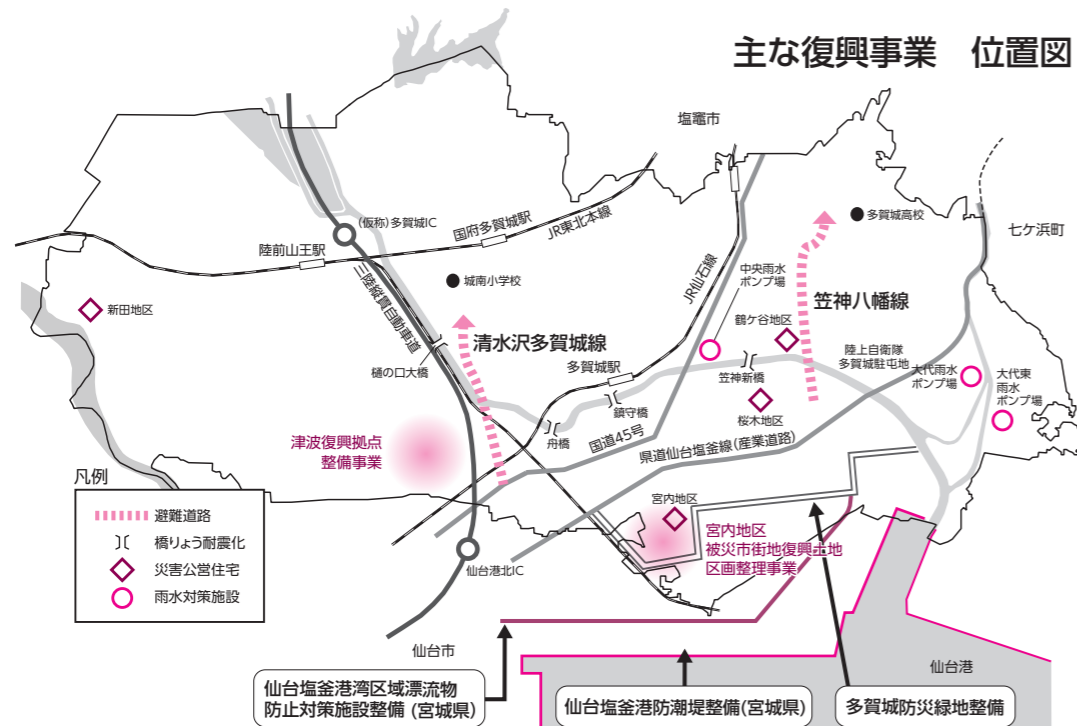 主な復興事業　位置図
塩竈市
(仮称)多賀城IC
国府多賀城駅
JR東北本線
多賀城高校
七ケ浜町
陸前山王駅
城南小学校
三陸縦貫自動車道
JR仙石線
中央雨水
ポンプ場
新田地区
鶴ケ谷地区
笠神八幡線
清水沢多賀城線
樋の口大橋
多賀城駅
笠神新橋
陸上自衛隊
多賀城駐屯地
大代雨水
ポンプ場
大代東
雨水
ポンプ場
鎮守橋
桜木地区
舟橋
国道45号
県道仙台塩釜線(産業道路)
津波復興拠点
整備事業
凡例
避難道路
橋りょう耐震化
災害公営住宅
雨水対策施設
宮内地区
宮内地区
被災市街地復興土地
区画整理事業
仙台港北IC
仙台市
仙台港
仙台塩釜港湾区域漂流物
防止対策施設整備 (宮城県)
仙台塩釜港防潮堤整備(宮城県)
多賀城防災緑地整備